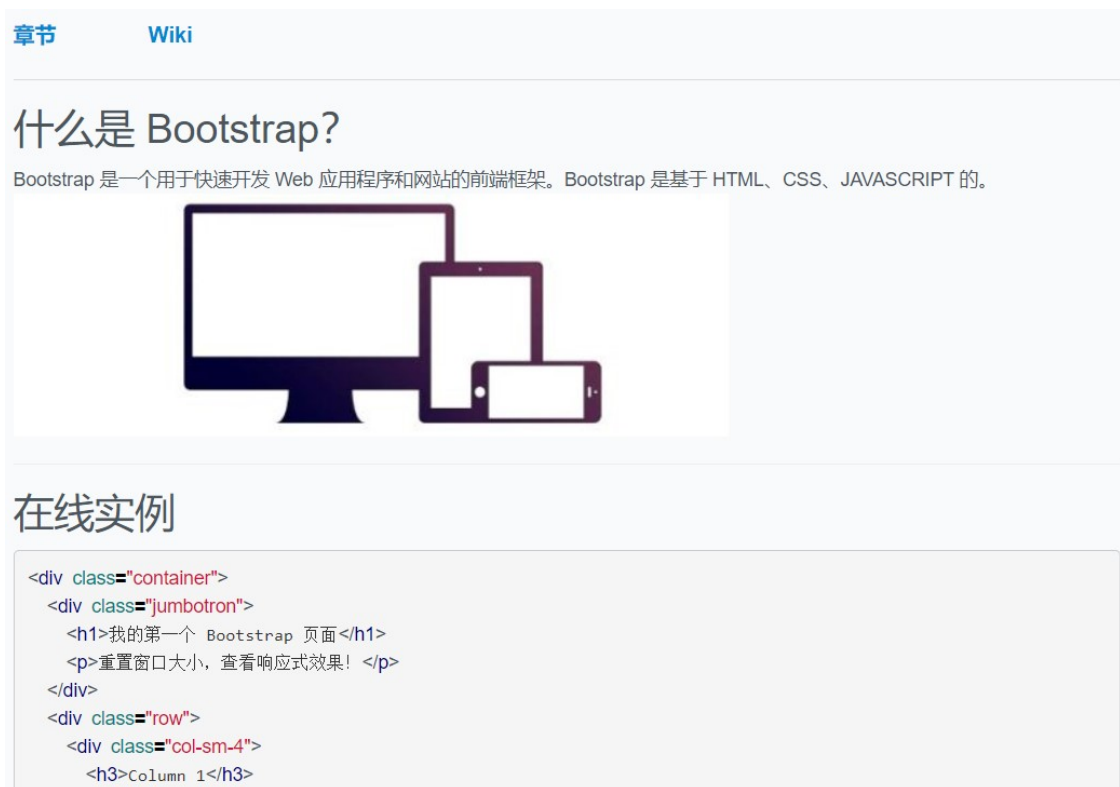 章节 Wiki
什么是 Bootstrap?
Bootstrap 是一个用于快速开发 Web 应用程序和网站的前端框架。Bootstrap 是基于 HTML、CSS、JAVASCRIPT 的。
在线实例
<div class="container">
<div class="jumbotron">
<h1>我的第一个 Bootstrap 页面</h1>
<p>重置窗口大小，查看响应式效果！</p>
</div>
<div class="row">
<div class="col-sm-4">
<h3>Column 1</h3>